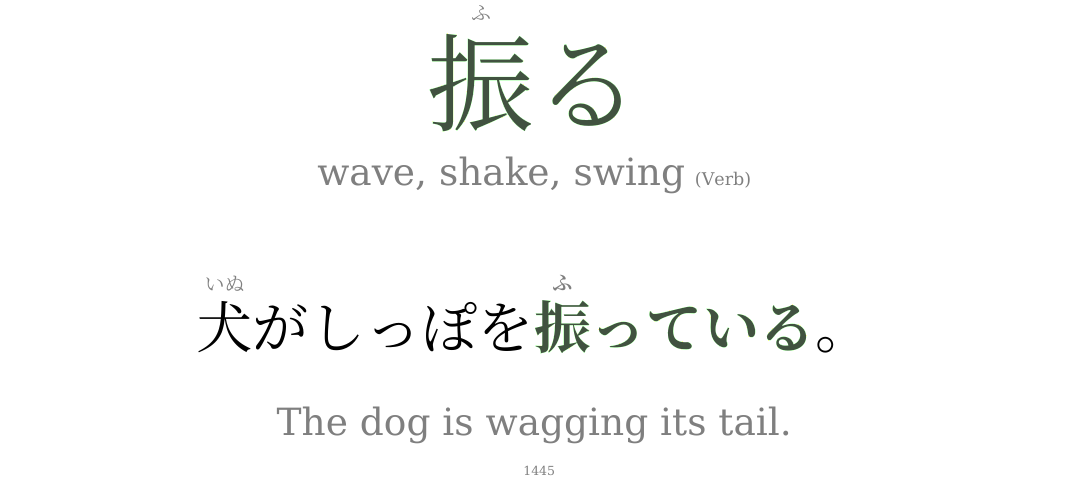 ふ
振る
wave, shake, swing (Verb)
いぬ ふ
犬がしっぽを振っている。
The dog is wagging its tail.
1445